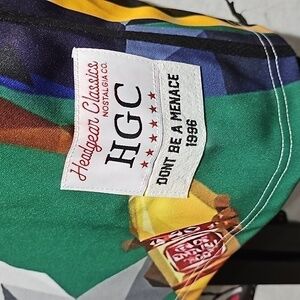 Headgear Classics
NOSTALGIA CO.
HGC
DONT BE A MENACE
1996